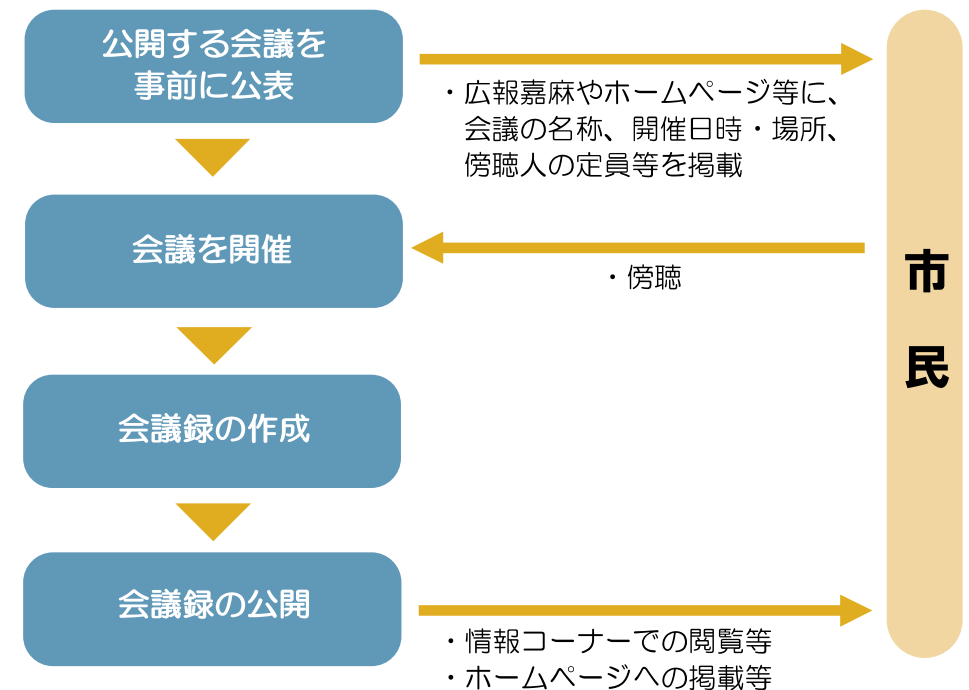 公開する会議を
事前に公表
・広報嘉麻やホームページ等に、
会議の名称、開催日時・場所、
傍聴人の定員等を掲載
会議を開催
・傍聴
市民
会議録の作成
会議録の公開
・情報コーナーでの閲覧等
・ホームページへの掲載等